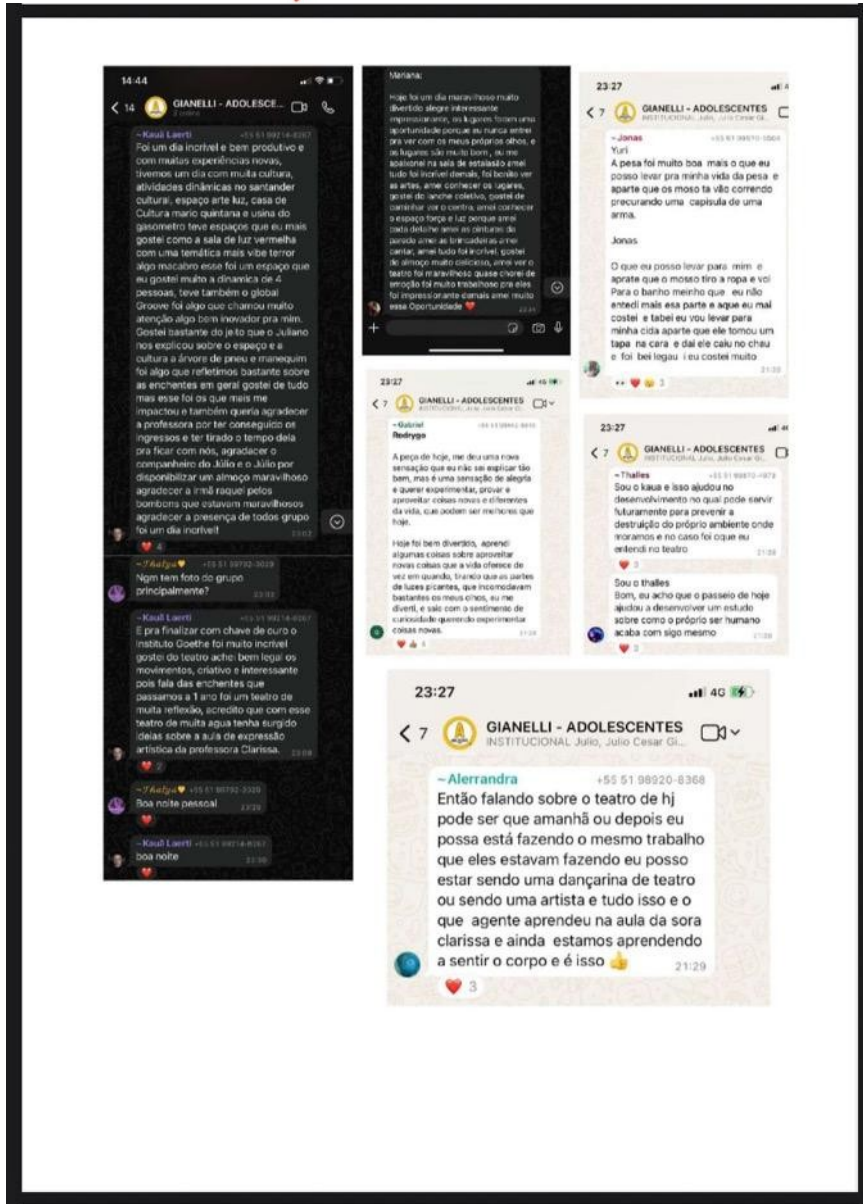 14:44
14
GIANELLI - ADOLESCE...
~Kauã Laerti
Foi um dia incrível e bem produtivo e
com muitas experiências novas,
tivemos um dia com muita cultura,
atividades dinâmicas no santander
cultural, espaço arte luz, casa de
Cultura mario quintana e usina do
gasometro teve espaços que eu mais
gostei como a sala de luz vermelha
com uma temática mais vibe terror
algo macabro esse foi um espaço que
eu gostei muito a dinamica de 4
pessoas, teve também o global
Groove foi algo que chamou muito
atenção algo bem inovador pra mim.
Gostei bastante do jeito que o Juliano
nos explicou sobre o espaço e a
cultura a árvore de pneu e manequim
foi algo que refletimos bastante sobre
as enchentes em geral gostei de tudo
mas esse foi os que mais me
impactou e também queria agradecer
a professora por ter conseguido os
ingressos e ter tirado o tempo dela
pra ficar com nós, agradacer o
companheiro do Júlio e o Júlio por
disponibilizar um almoço maravilhoso
agradecer a irmã raquel pelos
bombons que estavam maravilhosos
agradecer a presença de todos grupo
foi um dia incrível!
4
~Thalya
Ngm tem foto do grupo
principalmente?
~Kauã Laerti
E pra finalizar com chave de ouro o
Instituto Goethe foi muito incrível
gostei do teatro achei bem legal os
movimentos, criativo e interessante
pois fala das enchentes que
passamos a 1 ano foi um teatro de
muita reflexão, acredito que com esse
teatro de muita agua tenha surgido
ideias sobre a aula de expressão
artística da professora Clarissa.
2
~Thalya
Boa noite pessoal
~Kauã Laerti
boa noite
Mariana:
Hoje foi um dia maravilhoso muito
divertido alegre interessante
impressionante, os lugares foram uma
oportunidade porque eu nunca entrei
pra ver com os meus próprios olhos, e
os lugares são muito bom, eu me
apaixonei na sala de estalasão amei
tudo foi incrível demais, foi bonito ver
as artes, amei conhecer os lugares,
gostei do lanche coletivo, gostei de
caminhar ver o centro, amei conhecer
o espaço força e luz porque amei
cada detalhe amei as pinturas da
parede amei as brincadeiras amei
cantar, amei tudo foi incrível, gostei
de almoço muito delicioso, amei ver o
teatro foi maravilhoso quase chorei de
emoção foi muito trabalhoso pra eles
foi impressionante demais amei muito
essa Oportunidade ❤️
23:27
7
GIANELLI - ADOLESCENTES
~Jonas
Yuri
A pesa foi muito boa mais o que eu
posso levar pra minha vida da pesa e
aparte que os moso ta vão correndo
precurando uma capisula de uma
arma.
Jonas
O que eu posso levar para mim e
aprate que o mosao tiro a ropa e voi
Para o banho meinho que eu não
entedi mais esa parte e aque eu mai
costei e tabei eu vou levar para
minha cida aparte que ele tomou um
tapa na cara e dai ele caiu no chau
e foi bei legau i eu costei muito
3
23:27
7
GIANELLI - ADOLESCENTES
~Gabriel
Rodrygo
A peça de hoje, me deu uma nova
sensação que eu não sei explicar tão
bem, mas é uma sensação de alegria
e querer experimentar, provar e
aproveitar coisas novas e diferentes
da vida, que podem ser melhores que
hoje.
Hoje foi bem divertido, aprendi
algumas coisas sobre aproveitar
novas coisas que a vida oferece de
vez em quando, tirando que as partes
de luzes picantes, que incomodavam
bastantes os meus olhos, eu me
diverti, e saio com o sentimento de
curiosidade querendo experimentar
coisas novas.
23:27
7
GIANELLI - ADOLESCENTES
~Thalles
Sou o kaua e isso ajudou no
desenvolvimento no qual pode servir
futuramente para prevenir a
destruição do próprio ambiente onde
moramos e no caso foi oque eu
entendi no teatro
3
Sou o thalles
Bom, eu acho que o passeio de hoje
ajudou a desenvolver um estudo
sobre como o próprio ser humano
acaba com sigo mesmo
3
23:27
4G
7
GIANELLI - ADOLESCENTES
INSTITUCIONAL Julio, Julio Cesar Gi...
~Alerrandra +55 51 98920-8368
Então falando sobre o teatro de hj
pode ser que amanhã ou depois eu
possa está fazendo o mesmo trabalho
que eles estavam fazendo eu posso
estar sendo uma dançarina de teatro
ou sendo uma artista e tudo isso e o
que agente aprendeu na aula da sora
clarissa e ainda estamos aprendendo
a sentir o corpo e é isso 👍
21:29
3